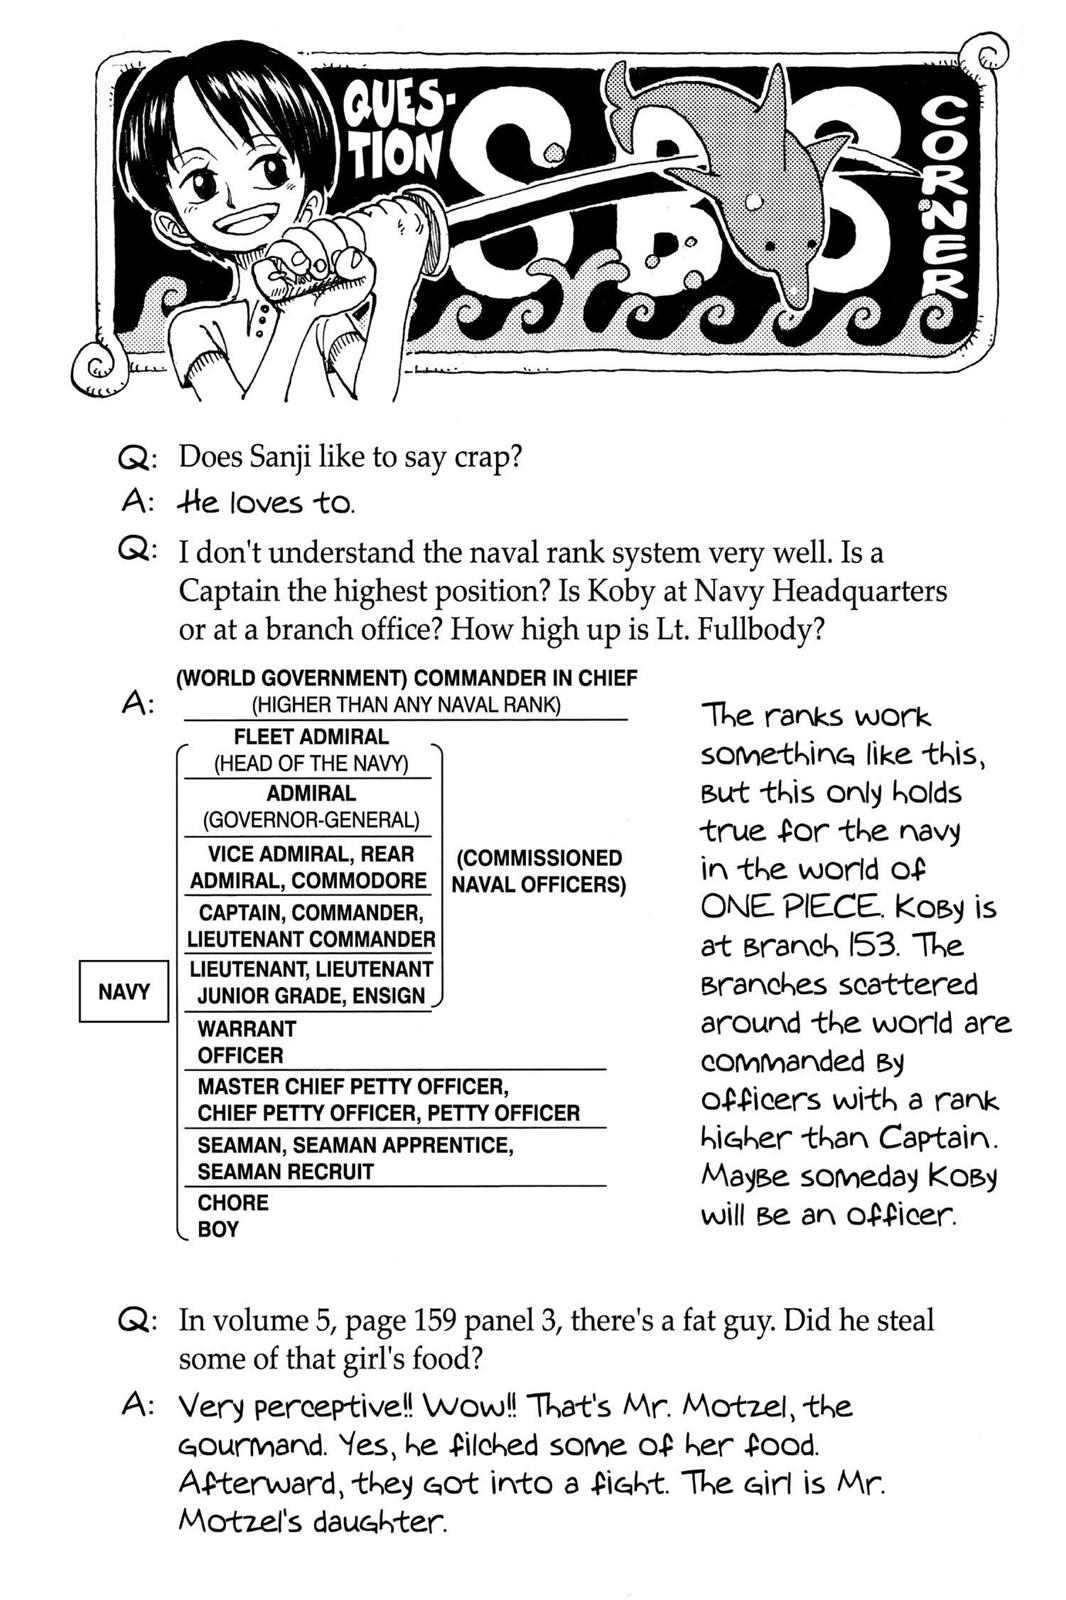 QUES-
TION
SBS
CORNER
Q: Does Sanji like to say crap?
A: He loves to.
Q: I don't understand the naval rank system very well. Is a
Captain the highest position? Is Koby at Navy Headquarters
or at a branch office? How high up is Lt. Fullbody?
A:
(WORLD GOVERNMENT) COMMANDER IN CHIEF
(HIGHER THAN ANY NAVAL RANK)
FLEET ADMIRAL
(HEAD OF THE NAVY)
ADMIRAL
(GOVERNOR-GENERAL)
VICE ADMIRAL, REAR
ADMIRAL, COMMODORE
(COMMISSIONED
NAVAL OFFICERS)
CAPTAIN, COMMANDER,
LIEUTENANT COMMANDER
LIEUTENANT, LIEUTENANT
JUNIOR GRADE, ENSIGN
NAVY
WARRANT
OFFICER
MASTER CHIEF PETTY OFFICER,
CHIEF PETTY OFFICER, PETTY OFFICER
SEAMAN, SEAMAN APPRENTICE,
SEAMAN RECRUIT
CHORE
BOY
The ranks work
something like this,
But this only holds
true for the navy
in the world of
ONE PIECE. KoBy is
at Branch 153. The
Branches scattered
around the world are
commanded By
officers with a rank
higher than Captain.
MayBe someday KoBy
will Be an officer.
Q: In volume 5, page 159 panel 3, there's a fat guy. Did he steal
some of that girl's food?
A: Very perceptive!! Wow!! That's Mr. Motzel, the
gourmand. Yes, he filched some of her food.
Afterward, they got into a fight. The girl is Mr.
Motzel's daughter.